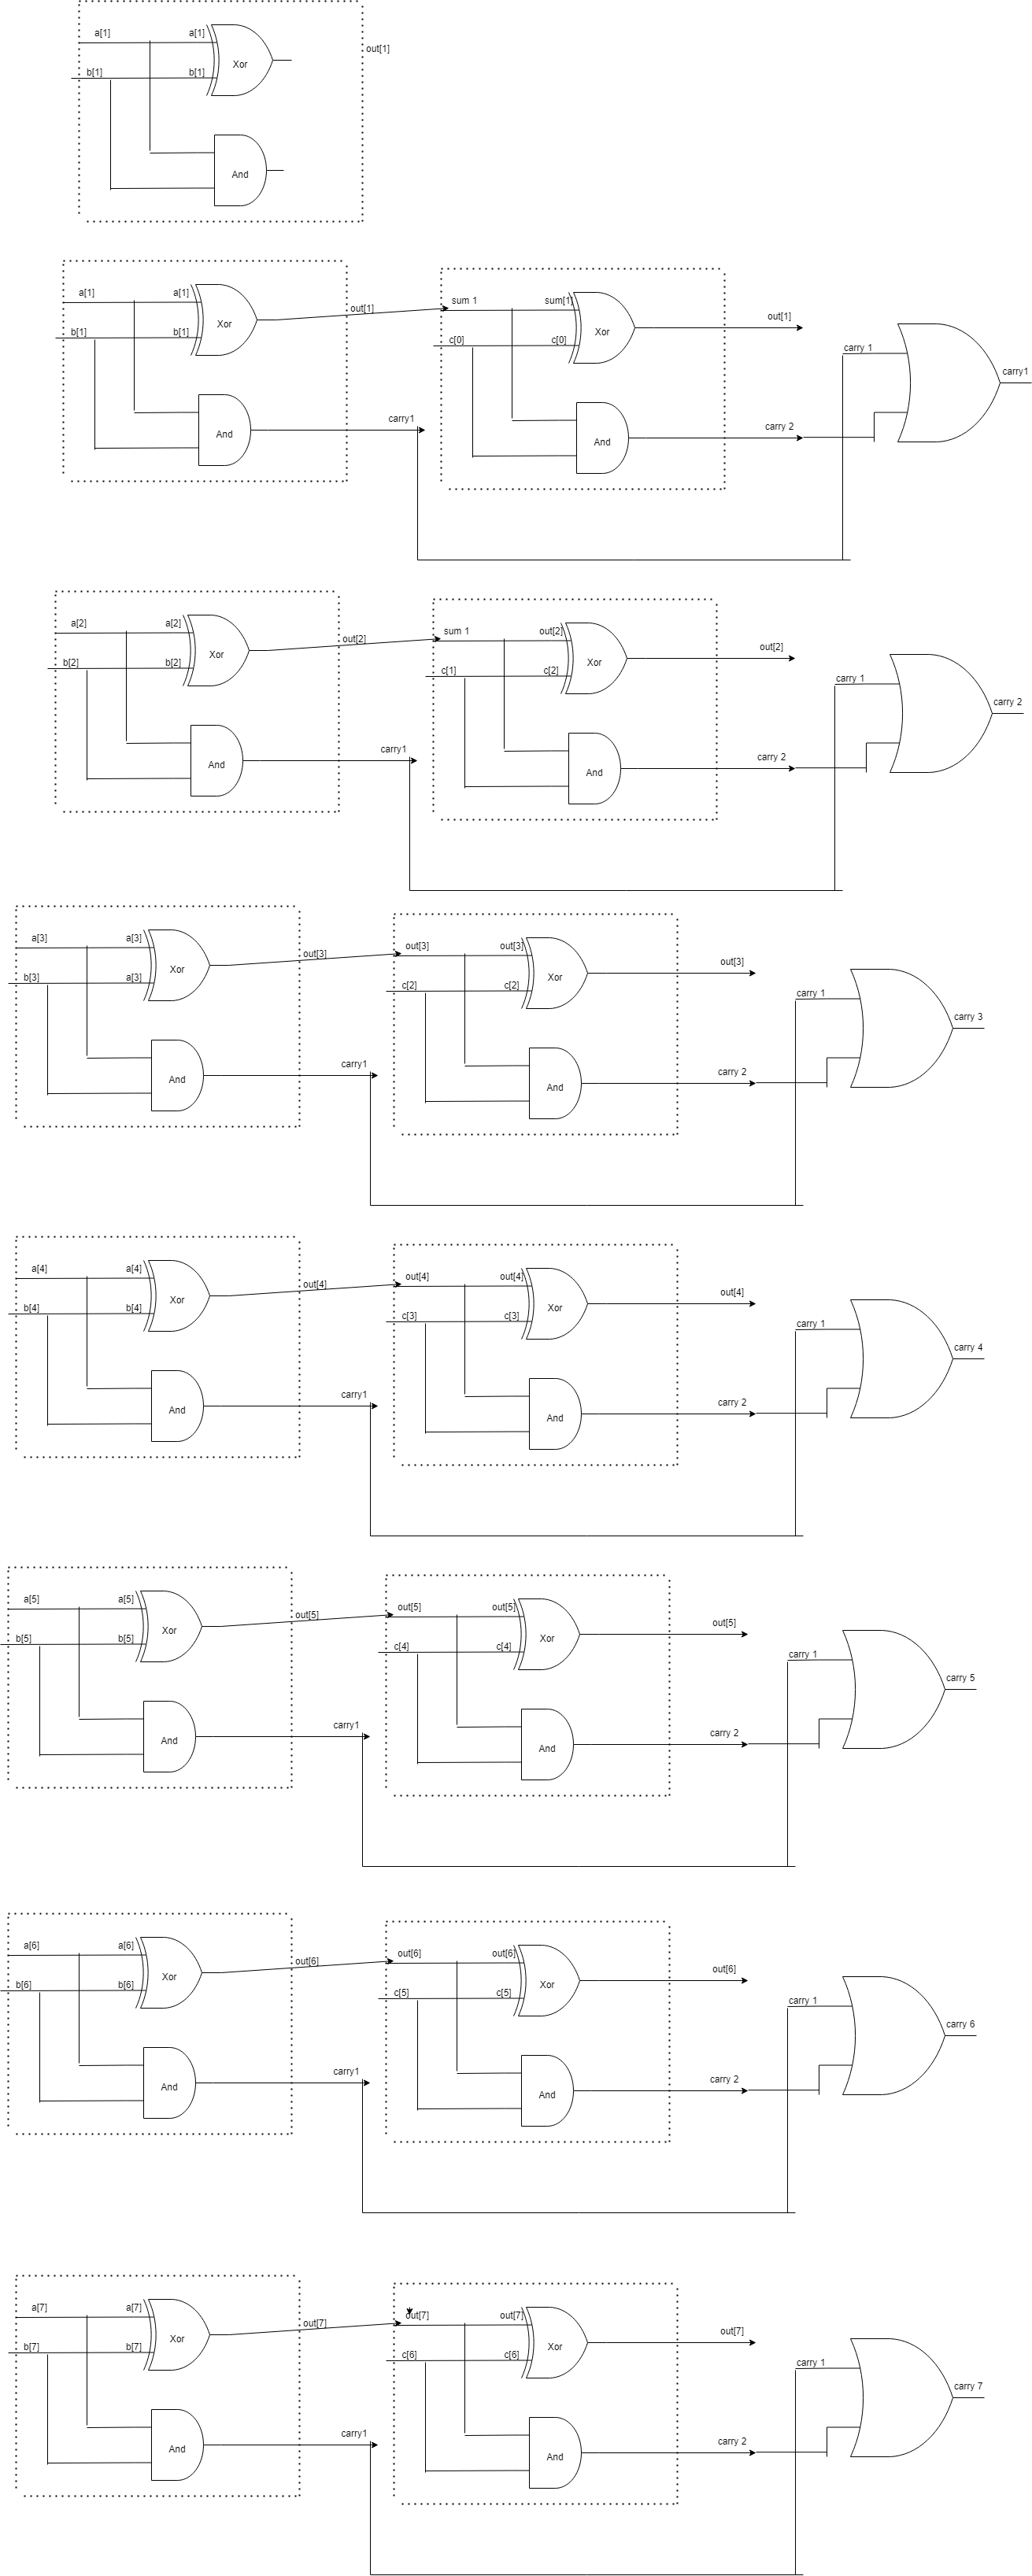 a[1]
a[1]
out[1]
Xor
b[1]
b[1]
And
a[1]
a[1]
sum 1
sum[1]
out[1]
out[1]
Xor
b[1]
b[1]
Xor
c[0]
c[0]
carry 1
carry1
carry1
carry 2
And
And
a[2]
a[2]
sum 1
out[2]
out[2]
out[2]
Xor
b[2]
b[2]
Xor
c[1]
c[2]
carry 1
carry 2
carry1
carry 2
And
And
a[3]
a[3]
out[3]
out[3]
out[3]
out[3]
Xor
b[3]
a[3]
Xor
c[2]
c[2]
carry 1
carry 3
carry1
carry 2
And
And
a[4]
a[4]
out[4]
out[4]
out[4]
out[4]
Xor
b[4]
b[4]
Xor
c[3]
c[3]
carry 1
carry 4
carry1
carry 2
And
And
a[5]
a[5]
out[5]
out[5]
out[5]
out[5]
Xor
b[5]
b[5]
Xor
c[4]
c[4]
carry 1
carry 5
carry1
carry 2
And
And
a[6]
a[6]
out[6]
out[6]
out[6]
out[6]
Xor
b[6]
b[6]
Xor
c[5]
c[5]
carry 1
carry 6
carry1
carry 2
And
And
a[7]
a[7]
out[7]
out[7]
out[7]
out[7]
Xor
b[7]
b[7]
Xor
c[6]
c[6]
carry 1
carry 7
carry1
carry 2
And
And